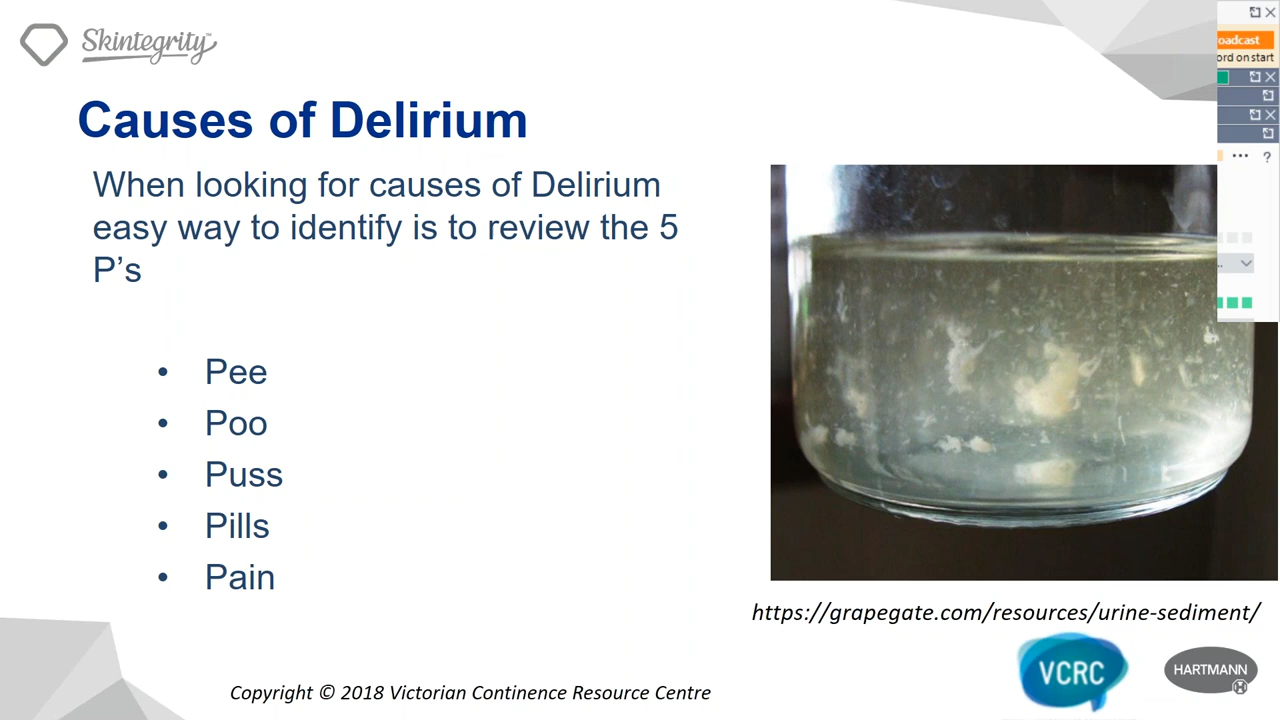 Skintegrity™
Causes of Delirium
When looking for causes of Delirium
easy way to identify is to review the 5
P’s
• Pee
• Poo
• Puss
• Pills
• Pain
oadcast
ord on start
... ?
https://grapegate.com/resources/urine-sediment/
VCRC
HARTMANN
Copyright © 2018 Victorian Continence Resource Centre